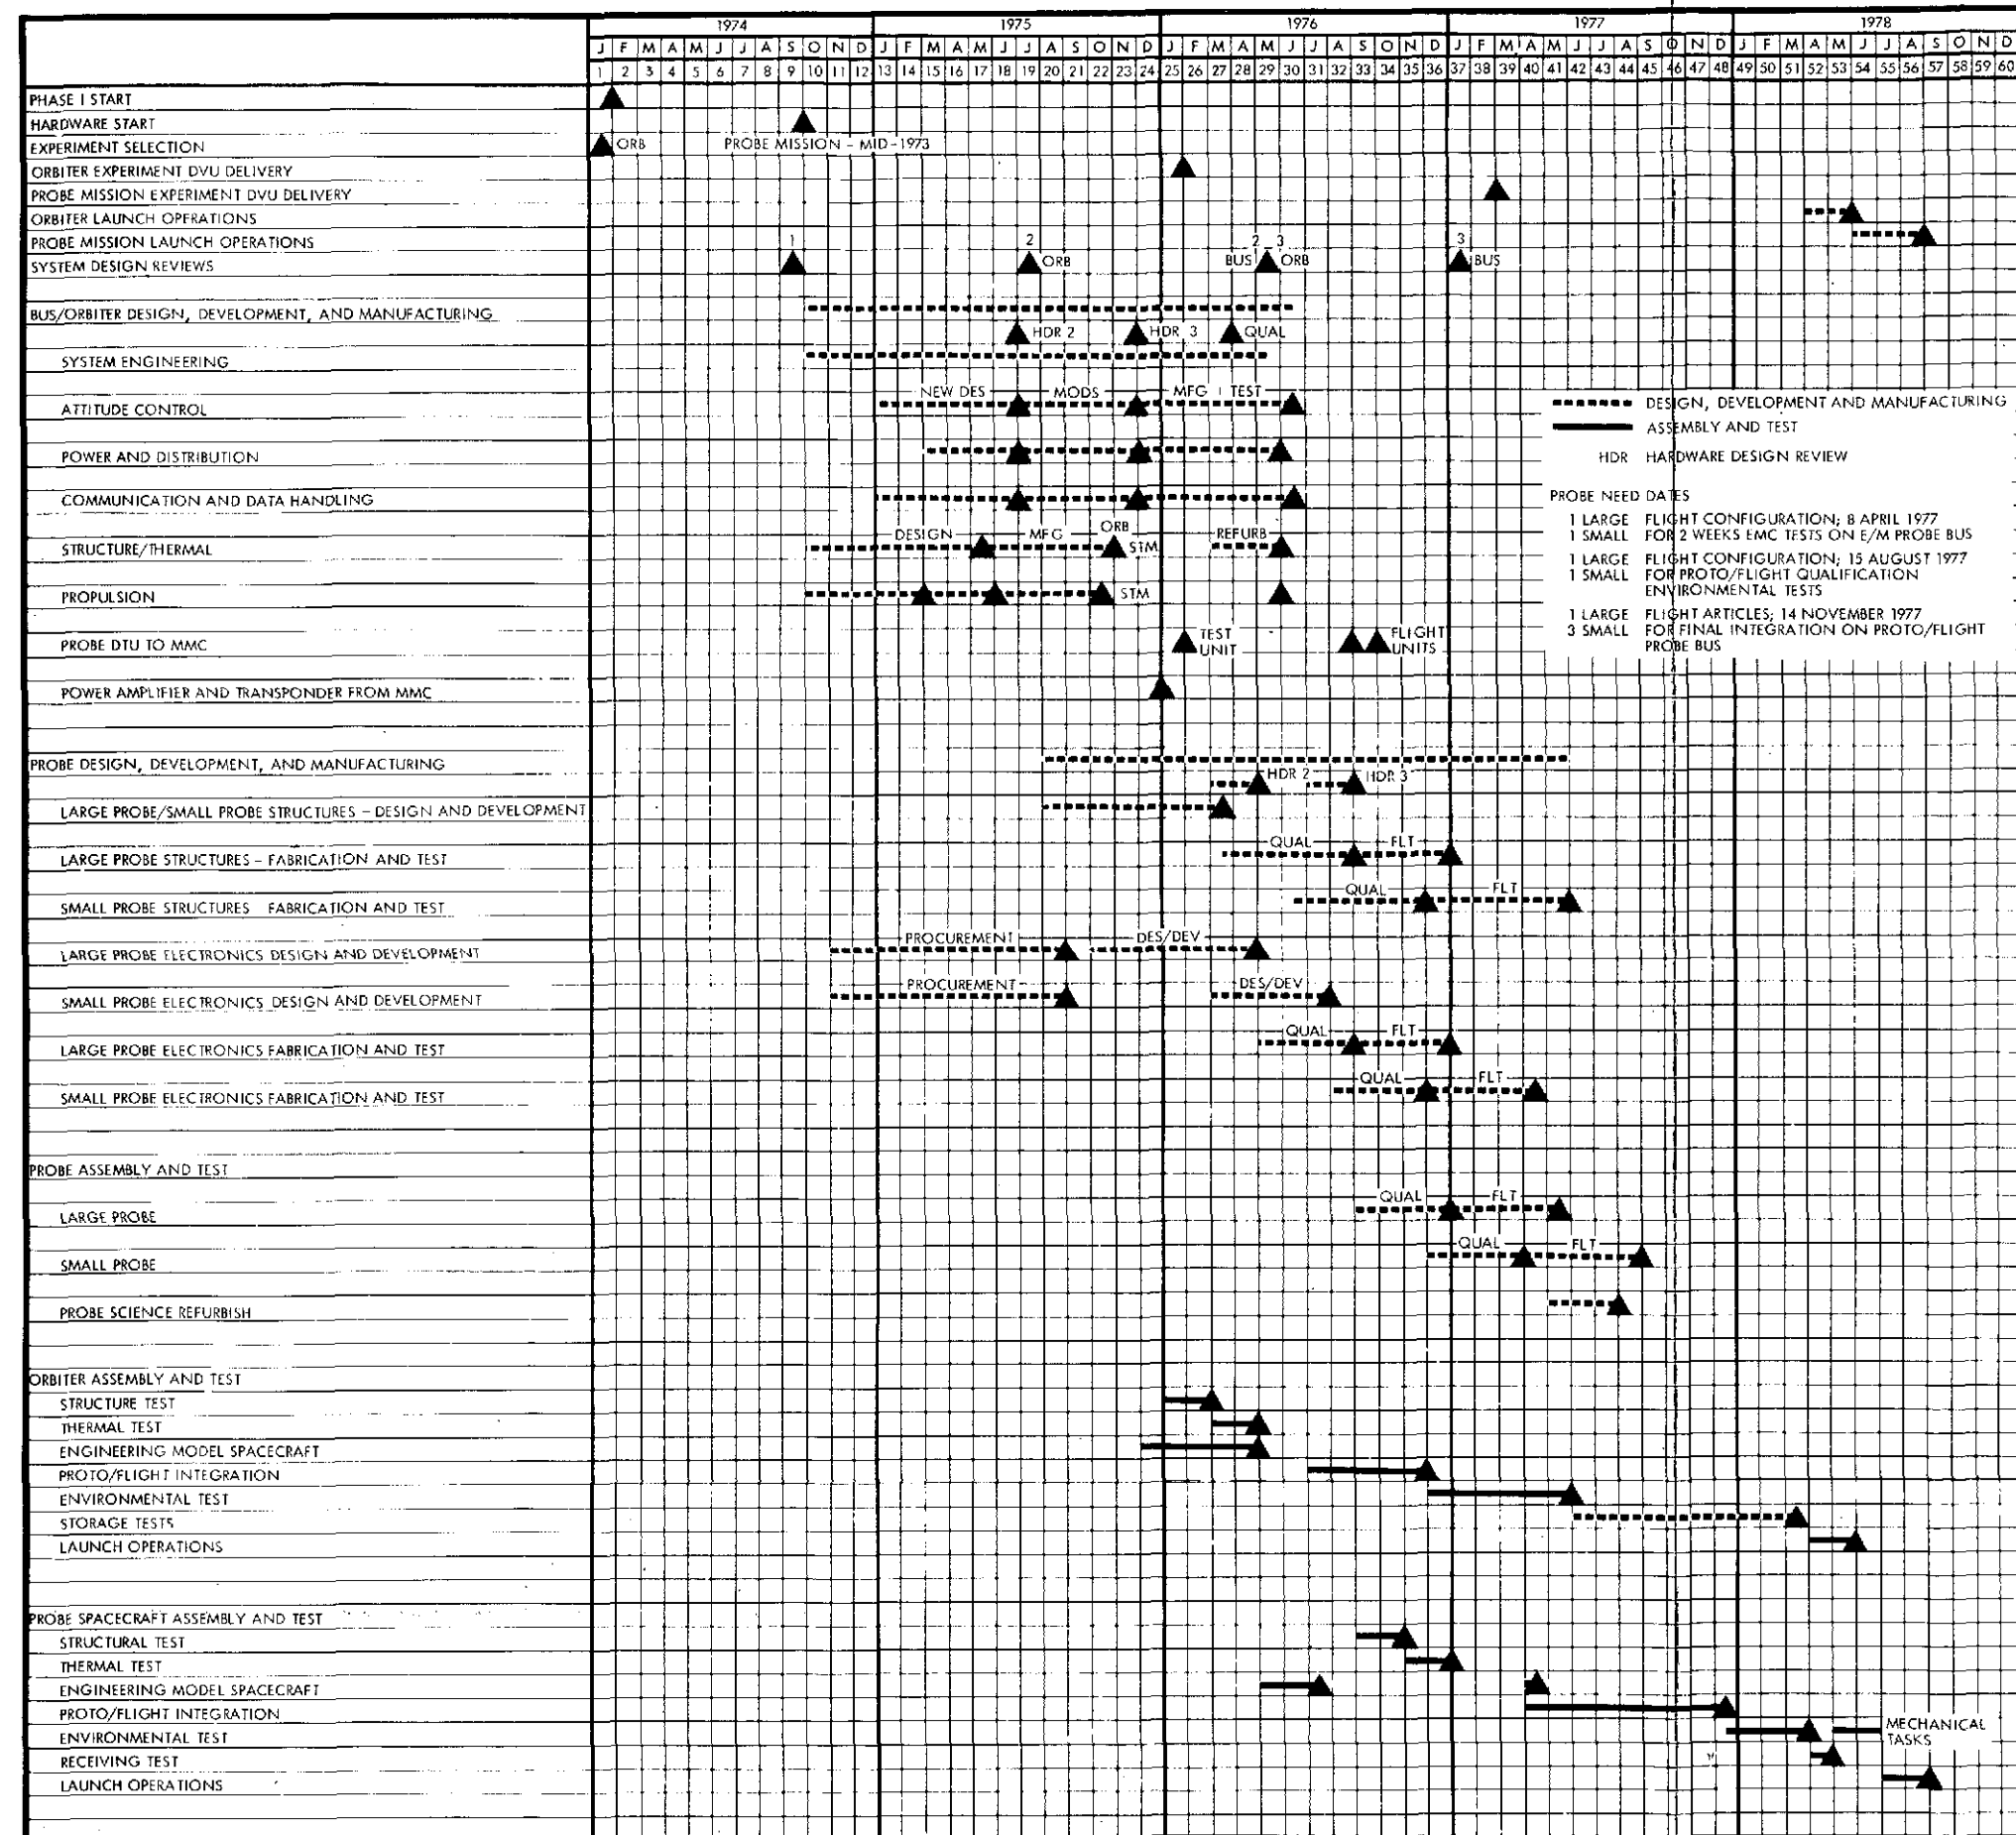 1974 1975 1976 1977 1978
J F M A M J J A S O N D J F M A M J J A S O N D J F M A M J J A S O N D J F M A M J J A S O N D J F M A M J J A S O N D
1 2 3 4 5 6 7 8 9 10 11 12 13 14 15 16 17 18 19 20 21 22 23 24 25 26 27 28 29 30 31 32 33 34 35 36 37 38 39 40 41 42 43 44 45 46 47 48 49 50 51 52 53 54 55 56 57 58 59 60
PHASE I START
HARDWARE START
EXPERIMENT SELECTION ORB PROBE MISSION - MID-1973
ORBITER EXPERIMENT DVU DELIVERY
PROBE MISSION EXPERIMENT DVU DELIVERY
ORBITER LAUNCH OPERATIONS
PROBE MISSION LAUNCH OPERATIONS 1 2 2 3 3
SYSTEM DESIGN REVIEWS ORB BUS ORB BUS
BUS/ORBITER DESIGN, DEVELOPMENT, AND MANUFACTURING
HDR 2 HDR 3 QUAL
SYSTEM ENGINEERING
NEW DES MODS MFG TEST
ATTITUDE CONTROL
DESIGN, DEVELOPMENT AND MANUFACTURING
ASSEMBLY AND TEST
POWER AND DISTRIBUTION
HDR HARDWARE DESIGN REVIEW
COMMUNICATION AND DATA HANDLING
PROBE NEED DATES
1 LARGE FLIGHT CONFIGURATION; 8 APRIL 1977
1 SMALL FOR 2 WEEKS EMC TESTS ON E/M PROBE BUS
DESIGN MFG ORB REFURB
STRUCTURE/THERMAL STM
1 LARGE FLIGHT CONFIGURATION; 15 AUGUST 1977
1 SMALL FOR PROTO/FLIGHT QUALIFICATION
ENVIRONMENTAL TESTS
PROPULSION STM
1 LARGE FLIGHT ARTICLES; 14 NOVEMBER 1977
3 SMALL FOR FINAL INTEGRATION ON PROTO/FLIGHT
PROBE BUS
PROBE DTU TO MMC TEST UNIT FLIGHT UNITS
POWER AMPLIFIER AND TRANSPONDER FROM MMC
PROBE DESIGN, DEVELOPMENT, AND MANUFACTURING
HDR 2 HDR 3
LARGE PROBE/SMALL PROBE STRUCTURES - DESIGN AND DEVELOPMENT
QUAL FLT
LARGE PROBE STRUCTURES - FABRICATION AND TEST
QUAL FLT
SMALL PROBE STRUCTURES FABRICATION AND TEST
PROCUREMENT DES/DEV
LARGE PROBE ELECTRONICS DESIGN AND DEVELOPMENT
PROCUREMENT DES/DEV
SMALL PROBE ELECTRONICS DESIGN AND DEVELOPMENT
QUAL FLT
LARGE PROBE ELECTRONICS FABRICATION AND TEST
QUAL FLT
SMALL PROBE ELECTRONICS FABRICATION AND TEST
PROBE ASSEMBLY AND TEST
QUAL FLT
LARGE PROBE
QUAL FLT
SMALL PROBE
PROBE SCIENCE REFURBISH
ORBITER ASSEMBLY AND TEST
STRUCTURE TEST
THERMAL TEST
ENGINEERING MODEL SPACECRAFT
PROTO/FLIGHT INTEGRATION
ENVIRONMENTAL TEST
STORAGE TESTS
LAUNCH OPERATIONS
PROBE SPACECRAFT ASSEMBLY AND TEST
STRUCTURAL TEST
THERMAL TEST
ENGINEERING MODEL SPACECRAFT
PROTO/FLIGHT INTEGRATION
ENVIRONMENTAL TEST MECHANICAL TASKS
RECEIVING TEST
LAUNCH OPERATIONS